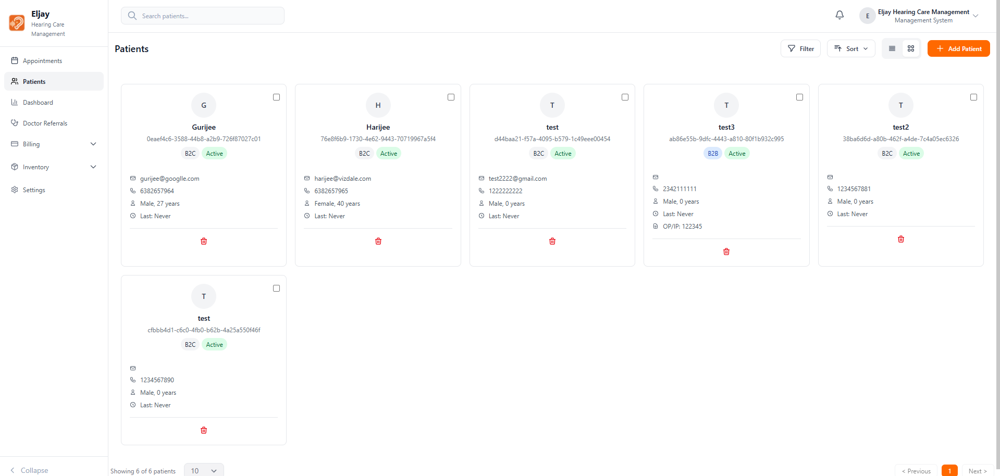 Eljay
Hearing Care
Management
Search patients...
E
Eljay Hearing Care Management
Management System
Appointments
Patients
Dashboard
Doctor Referrals
Billing
Inventory
Settings
Collapse
Patients
Filter
Sort
Add Patient
G
Gurijee
0eaef4c6-3588-44b8-a2b9-726f87027c01
B2C Active
gurijee@googlle.com
6382657964
Male, 27 years
Last: Never
H
Harijee
76e8f6b9-1730-4e62-9443-70719967a5f4
B2C Active
harijee@vizdale.com
6382657965
Female, 40 years
Last: Never
T
test
d44baa21-f57a-4095-b579-1c49eee00454
B2C Active
test2222@gmail.com
1222222222
Male, 0 years
Last: Never
T
test3
ab86e55b-9dfc-4443-a810-80f1b932c995
B2B Active
2342111111
Male, 0 years
Last: Never
OP/IP: 122345
T
test2
38ba6d6d-a80b-462f-a4de-7c4a05ec6326
B2C Active
1234567881
Male, 0 years
Last: Never
T
test
cfbbb4d1-c6c0-4fb0-b62b-4a25a550f46f
B2C Active
1234567890
Male, 0 years
Last: Never
Showing 6 of 6 patients
10
< Previous
1
Next >